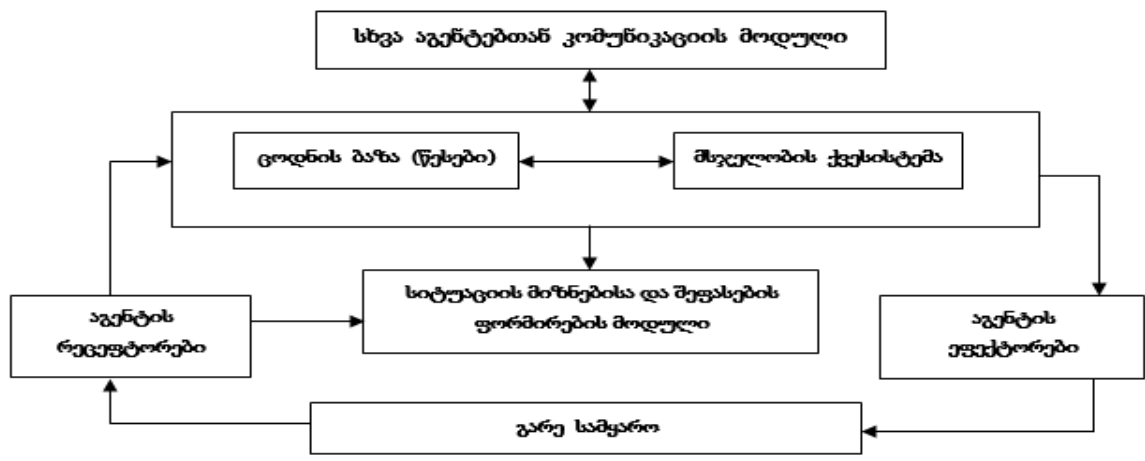 სხვა აგენტებთან კომუნიკაციის მოდული
ცოდნის ბაზა (წესები)
მსჯელობის ქვესისტემა
სიტუაციის მიზნებისა და შეფასების
ფორმირების მოდული
აგენტის
რეცეფტორები
აგენტის
ეფექტორები
გარე სამყარო